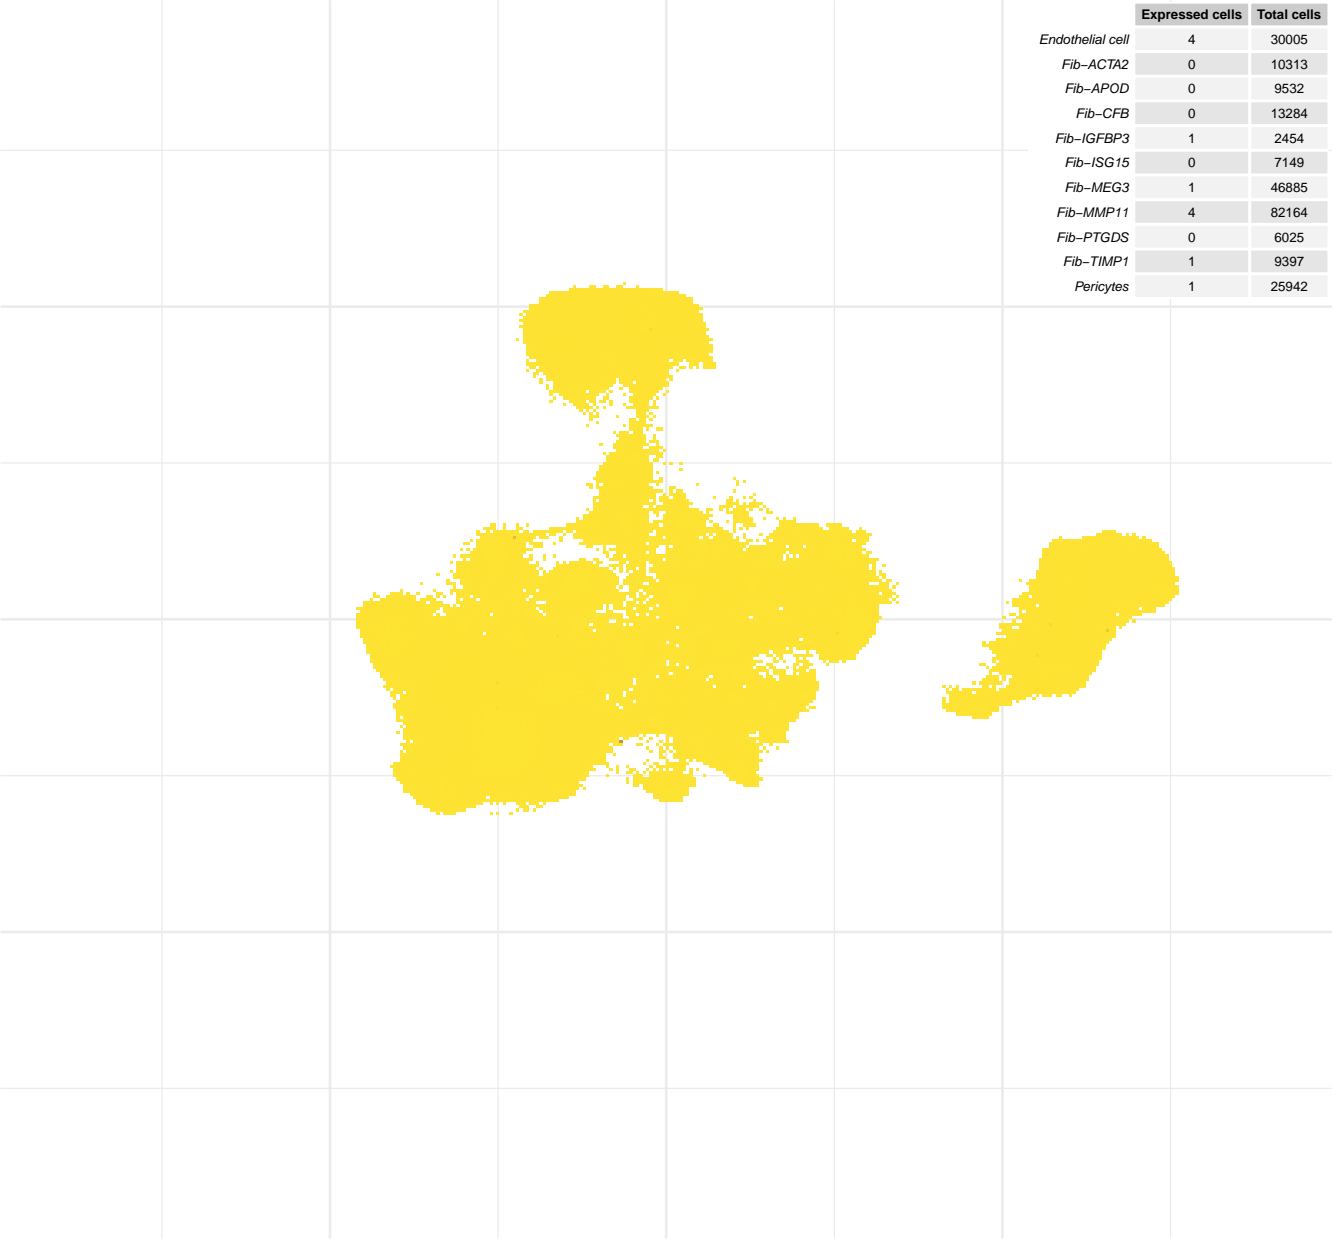 Expressed cells Total cells
Endothelial cell 4 30005
Fib−ACTA2 0 10313
Fib−APOD 0 9532
Fib−CFB 0 13284
Fib−IGFBP3 1 2454
Fib−ISG15 0 7149
Fib−MEG3 1 46885
Fib−MMP11 4 82164
Fib−PTGDS 0 6025
Fib−TIMP1 1 9397
Pericytes 1 25942